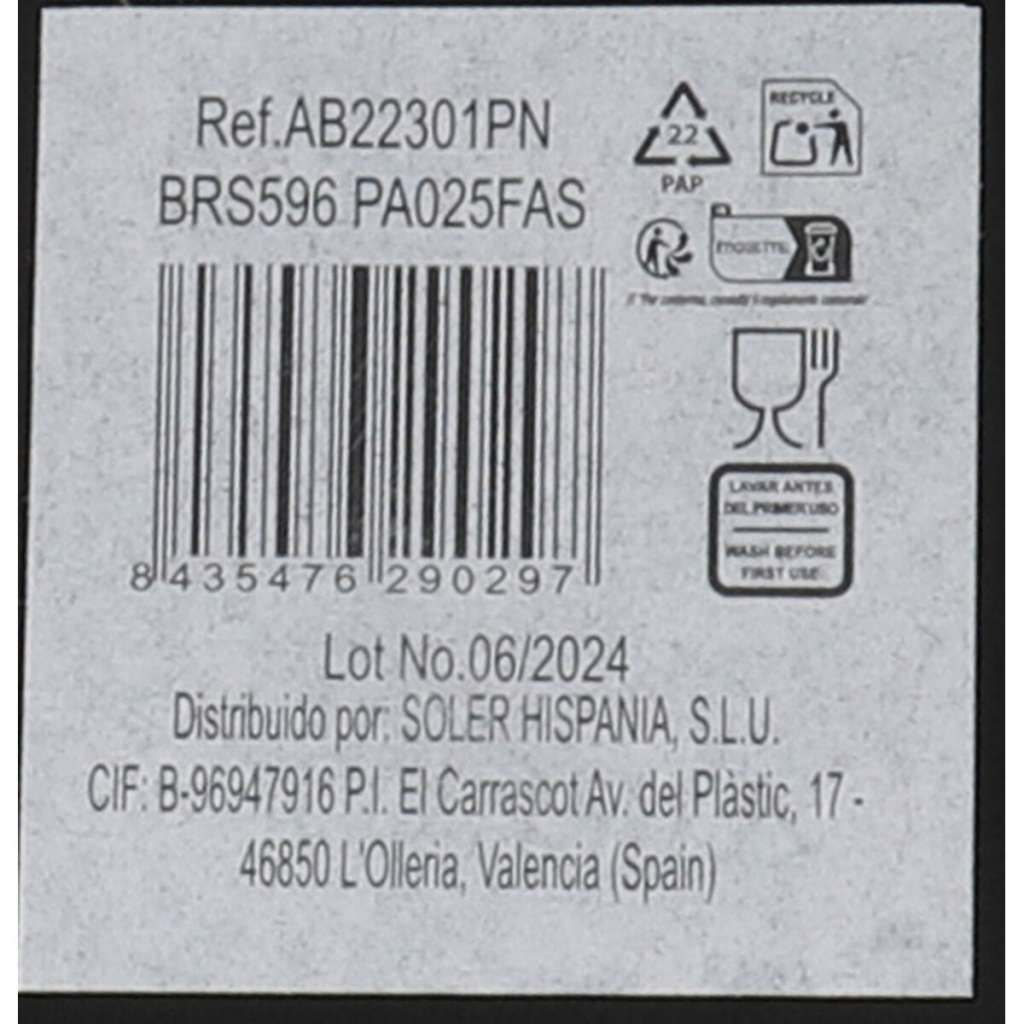 Ref.AB22301PN
BRS596 PA025FAS
8 435476 290297
22
PAP
RECYCLE
LAVAR ANTES
DEL PRIMER USO
WASH BEFORE
FIRST USE
Lot No.06/2024
Distribuido por: SOLER HISPANIA, S.L.U.
CIF: B-96947916 P.I. El Carrascot Av. del Plàstic, 17 -
46850 L'Olleria, Valencia (Spain)